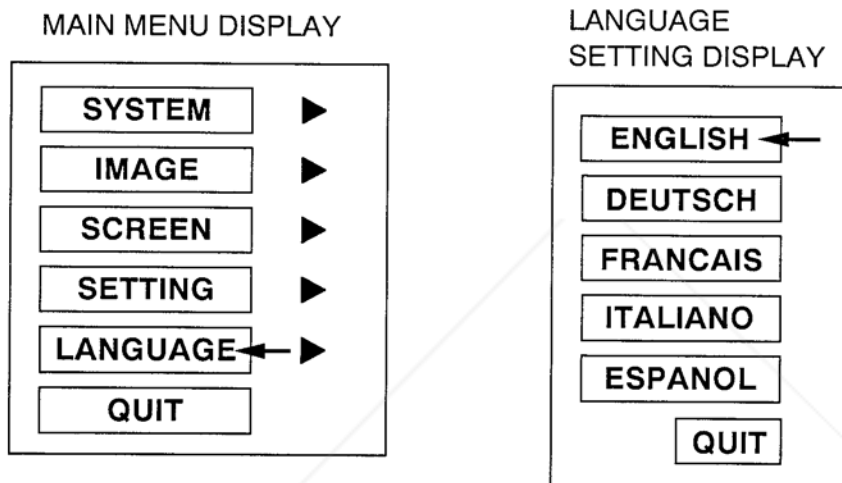 MAIN MENU DISPLAY
SYSTEM
IMAGE
SCREEN
SETTING
LANGUAGE
QUIT
LANGUAGE
SETTING DISPLAY
ENGLISH
DEUTSCH
FRANCAIS
ITALIANO
ESPANOL
QUIT